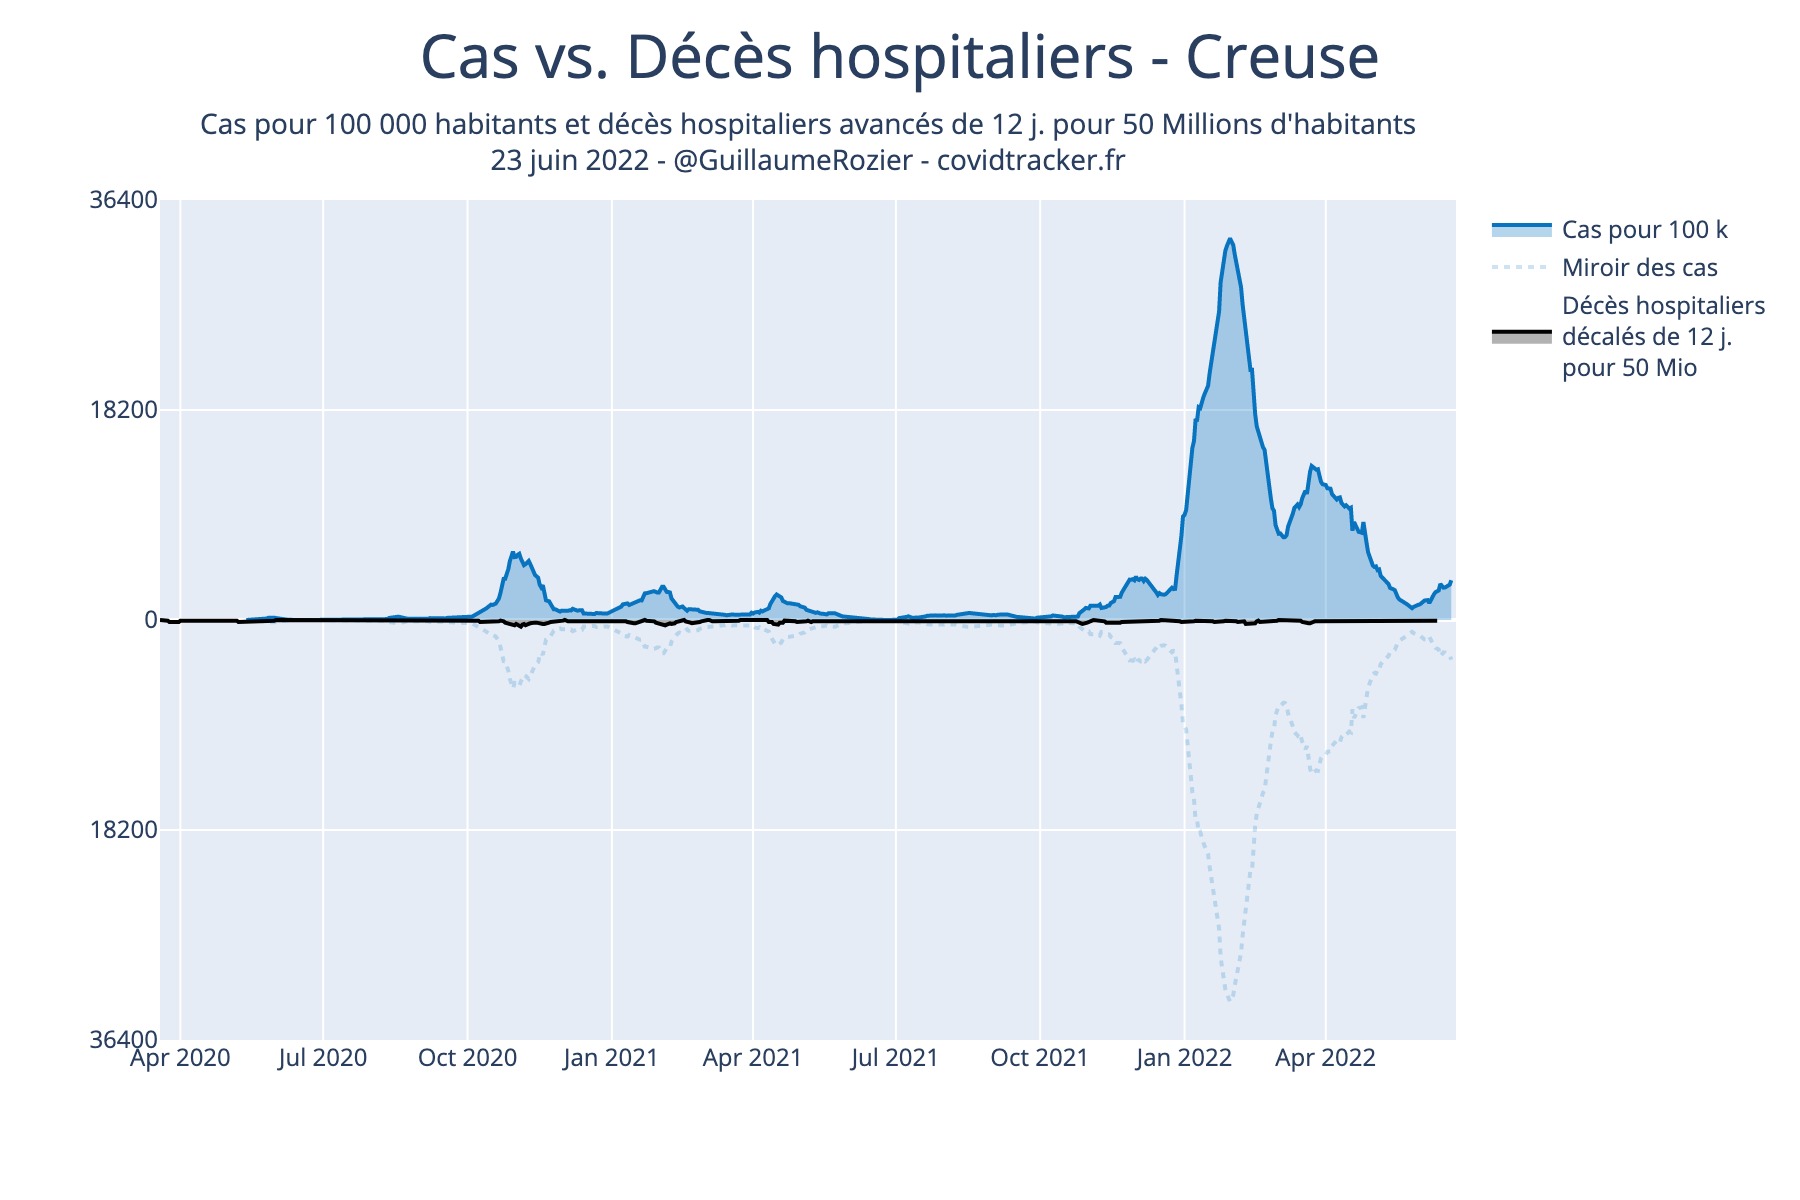 Cas vs. Décès hospitaliers - Creuse
Cas pour 100 000 habitants et décès hospitaliers avancés de 12 j. pour 50 Millions d'habitants
23 juin 2022 - @GuillaumeRozier - covidtracker.fr
36400
18200
0
18200
36400
Apr 2020
Jul 2020
Oct 2020
Jan 2021
Apr 2021
Jul 2021
Oct 2021
Jan 2022
Apr 2022
Cas pour 100 k
Miroir des cas
Décès hospitaliers
décalés de 12 j.
pour 50 Mio